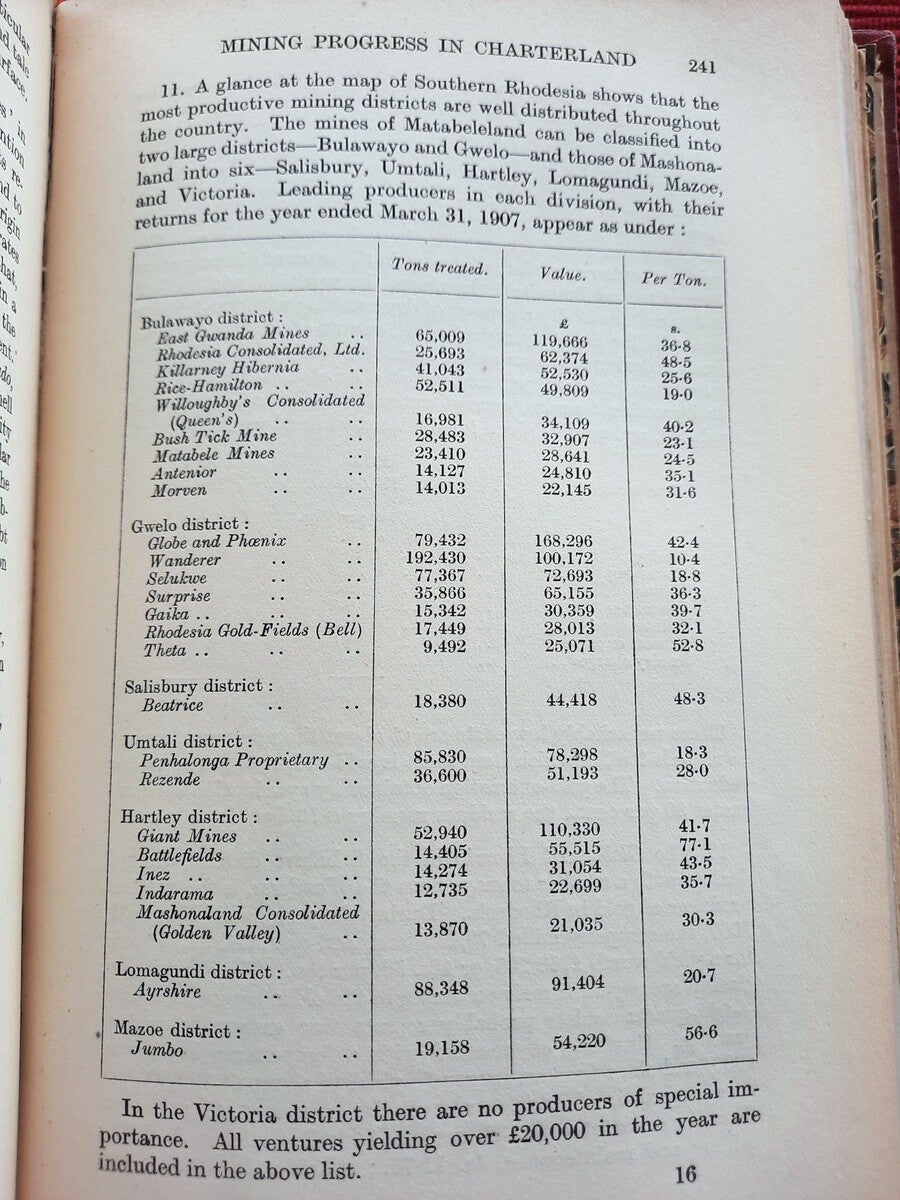 MINING PROGRESS IN CHARTERLAND 241
11. A glance at the map of Southern Rhodesia shows that the
most productive mining districts are well distributed throughout
the country. The mines of Matabeleland can be classified into
two large districts—Bulawayo and Gwelo—and those of Mashona-
land into six—Salisbury, Umtali, Hartley, Lomagundi, Mazoe,
and Victoria. Leading producers in each division, with their
returns for the year ended March 31, 1907, appear as under :
Tons treated. Value. Per Ton.
£ s.
Bulawayo district :
East Gwanda Mines .. 65,009 119,666 36·8
Rhodesia Consolidated, Ltd. 25,693 62,374 48·5
Killarney Hibernia .. 41,043 52,530 25·6
Rice-Hamilton .. .. 52,511 49,809 19·0
Willoughby's Consolidated
(Queen's) .. .. 16,981 34,109 40·2
Bush Tick Mine .. 28,483 32,907 23·1
Matabele Mines .. 23,410 28,641 24·5
Antenior .. .. 14,127 24,810 35·1
Morven .. .. 14,013 22,145 31·6
Gwelo district :
Globe and Phœnix .. 79,432 168,296 42·4
Wanderer .. .. 192,430 100,172 10·4
Selukwe .. .. 77,367 72,693 18·8
Surprise .. .. 35,866 65,155 36·3
Gaika .. .. .. 15,342 30,359 39·7
Rhodesia Gold-Fields (Bell) 17,449 28,013 32·1
Theta .. .. .. 9,492 25,071 52·8
Salisbury district :
Beatrice .. .. 18,380 44,418 48·3
Umtali district :
Penhalonga Proprietary .. 85,830 78,298 18·3
Rezende .. .. 36,600 51,193 28·0
Hartley district :
Giant Mines .. .. 52,940 110,330 41·7
Battlefields .. .. 14,405 55,515 77·1
Inez .. .. .. 14,274 31,054 43·5
Indarama .. .. 12,735 22,699 35·7
Mashonaland Consolidated
(Golden Valley) .. 13,870 21,035 30·3
Lomagundi district :
Ayrshire .. .. 88,348 91,404 20·7
Mazoe district :
Jumbo .. .. 19,158 54,220 56·6
In the Victoria district there are no producers of special im-
portance. All ventures yielding over £20,000 in the year are
included in the above list.
16